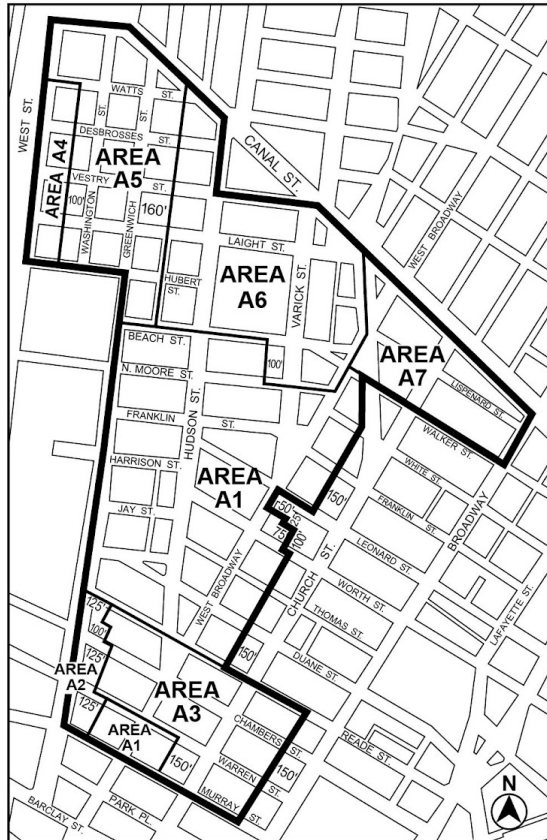 WATTS
ST.
ST.
ST.
DESBROSSES
ST.
CANAL ST.
WEST ST.
AREA
A4
AREA
A5
VESTRY
ST.
100'
160'
WASHINGTON
GREENWICH
WEST BROADWAY
LAIGHT ST.
HUBERT
ST.
AREA
A6
VARICK ST.
BEACH ST.
100'
N. MOORE ST.
AREA
A7
LISPENARD ST.
HUDSON ST.
FRANKLIN
ST.
WALKER ST.
HARRISON ST.
WHITE ST.
AREA
A1
150'
FRANKLIN
ST.
BROADWAY
JAY ST.
50'
25'
75'
100'
LEONARD ST.
CHURCH ST.
WEST BROADWAY
WORTH ST.
LAFAYETTE ST.
THOMAS ST.
125'
100'
125'
150'
DUANE ST.
AREA
A2
AREA
A3
125'
AREA
A1
CHAMBERS
ST.
READE ST.
150'
WARREN
ST.
150'
MURRAY
ST.
PARK PL.
BARCLAY ST.
N